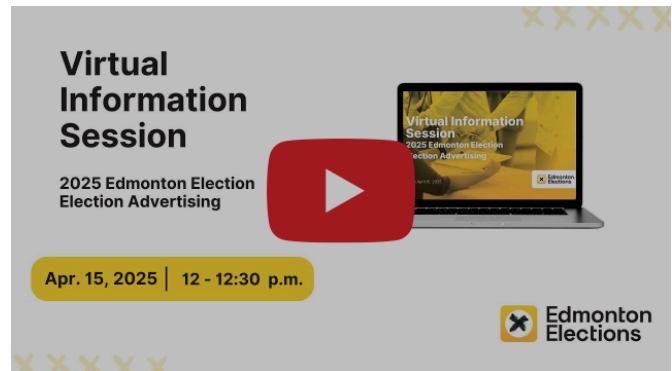 Virtual
Information
Session
2025 Edmonton Election
Election Advertising
Apr. 15, 2025 | 12 - 12:30 p.m.
Virtual Information
Session
2025 Edmonton Election
Election Advertising
Edmonton
Elections
Edmonton
Elections